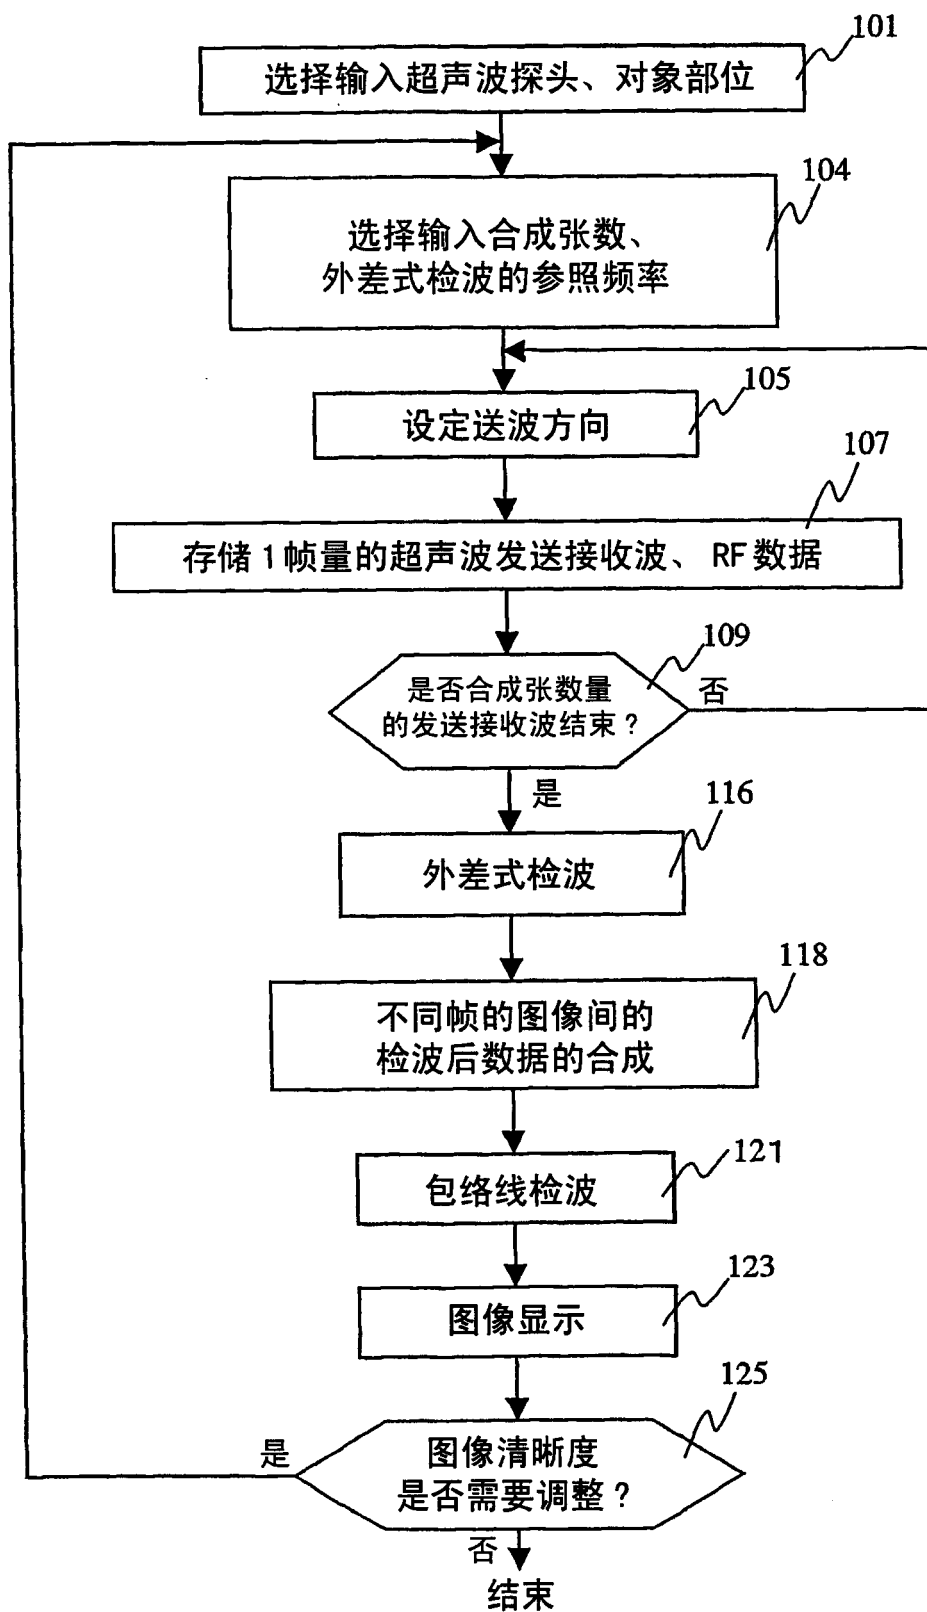 101
选择输入超声波探头、对象部位
104
选择输入合成张数、
外差式检波的参照频率
105
设定送波方向
107
存储1帧量的超声波发送接收波、RF数据
109
是否合成张数量
的发送接收波结束?
否
是
116
外差式检波
118
不同帧的图像间的
检波后数据的合成
121
包络线检波
123
图像显示
125
图像清晰度
是否需要调整?
是
否
结束